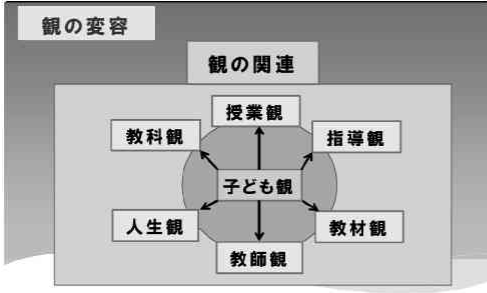 観の変容
観の関連
授業観
教科観
指導観
子ども観
人生観
教材観
教師観